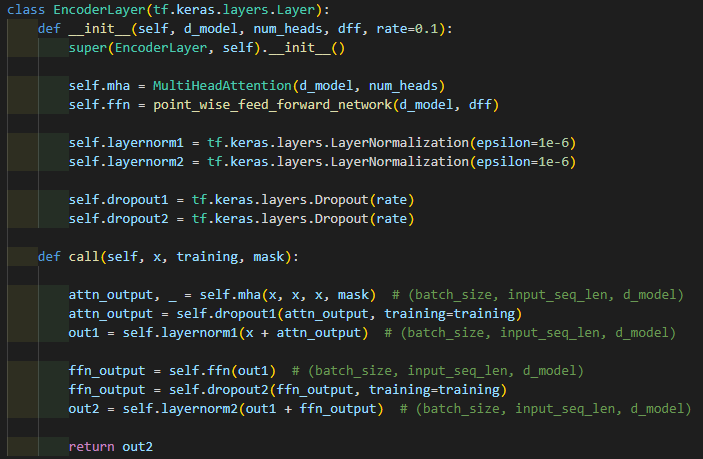 class EncoderLayer(tf.keras.layers.Layer):
    def __init__(self, d_model, num_heads, dff, rate=0.1):
        super(EncoderLayer, self).__init__()

        self.mha = MultiHeadAttention(d_model, num_heads)
        self.ffn = point_wise_feed_forward_network(d_model, dff)

        self.layernorm1 = tf.keras.layers.LayerNormalization(epsilon=1e-6)
        self.layernorm2 = tf.keras.layers.LayerNormalization(epsilon=1e-6)

        self.dropout1 = tf.keras.layers.Dropout(rate)
        self.dropout2 = tf.keras.layers.Dropout(rate)

    def call(self, x, training, mask):

        attn_output, _ = self.mha(x, x, x, mask)  # (batch_size, input_seq_len, d_model)
        attn_output = self.dropout1(attn_output, training=training)
        out1 = self.layernorm1(x + attn_output)  # (batch_size, input_seq_len, d_model)

        ffn_output = self.ffn(out1)  # (batch_size, input_seq_len, d_model)
        ffn_output = self.dropout2(ffn_output, training=training)
        out2 = self.layernorm2(out1 + ffn_output)  # (batch_size, input_seq_len, d_model)

        return out2